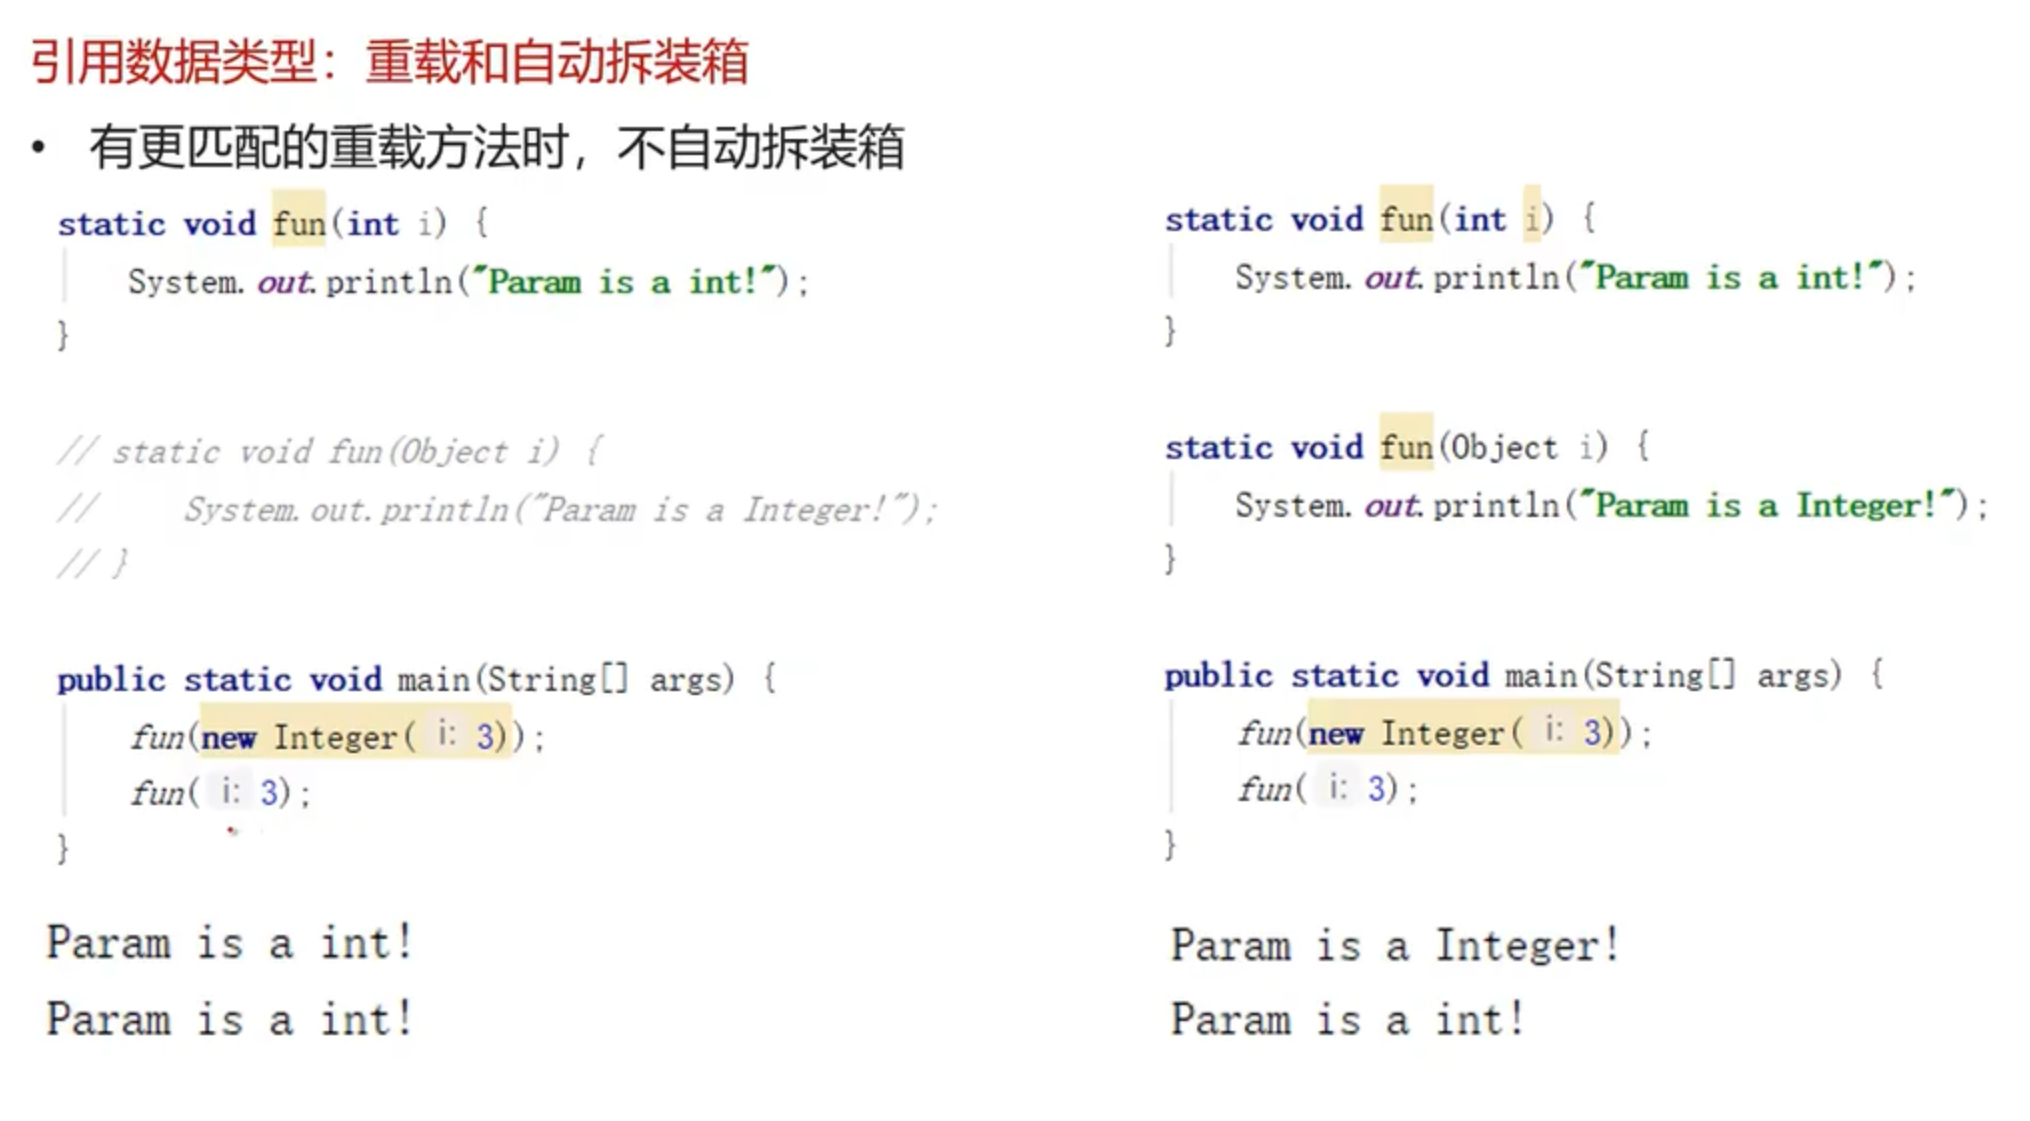 引用数据类型：重载和自动拆装箱
• 有更匹配的重载方法时，不自动拆装箱
static void fun(int i) {
System.out.println("Param is a int!");
}
// static void fun(Object i) {
//     System.out.println("Param is a Integer!");
// }
public static void main(String[] args) {
fun(new Integer( i: 3));
fun( i: 3);
}
Param is a int!
Param is a int!
static void fun(int i) {
System.out.println("Param is a int!");
}
static void fun(Object i) {
System.out.println("Param is a Integer!");
}
public static void main(String[] args) {
fun(new Integer( i: 3));
fun( i: 3);
}
Param is a Integer!
Param is a int!